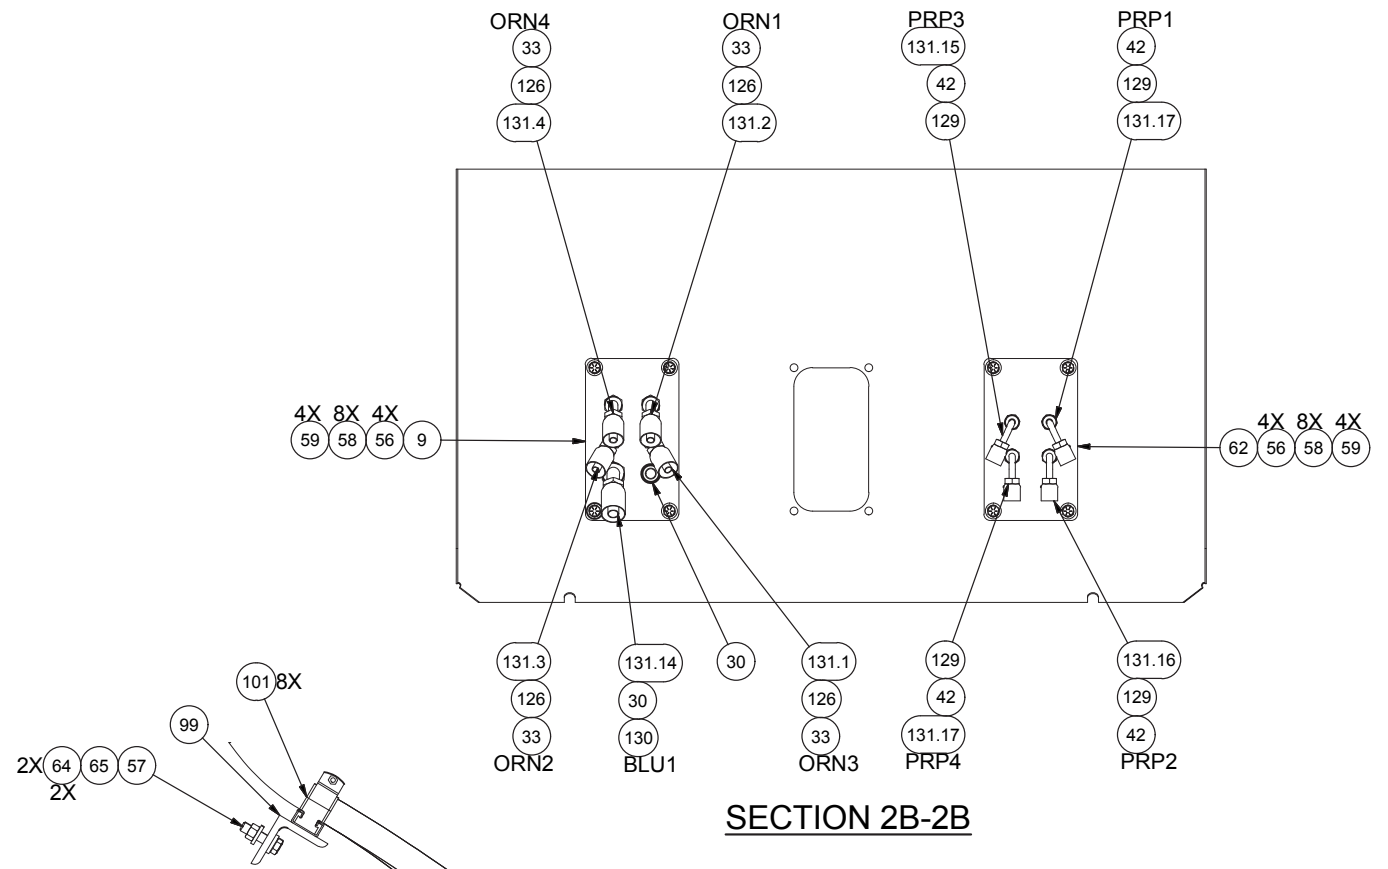 ORN4
33
126
131.4
ORN1
33
126
131.2
PRP3
131.15
42
129
PRP1
42
129
131.17
4X 8X 4X
59 58 56 9
4X 8X 4X
62 56 58 59
131.3
126
33
ORN2
131.14
30
130
BLU1
30
131.1
126
33
ORN3
129
42
131.17
PRP4
131.16
129
42
PRP2
101 8X
99
2X 64 65 57
2X
SECTION 2B-2B